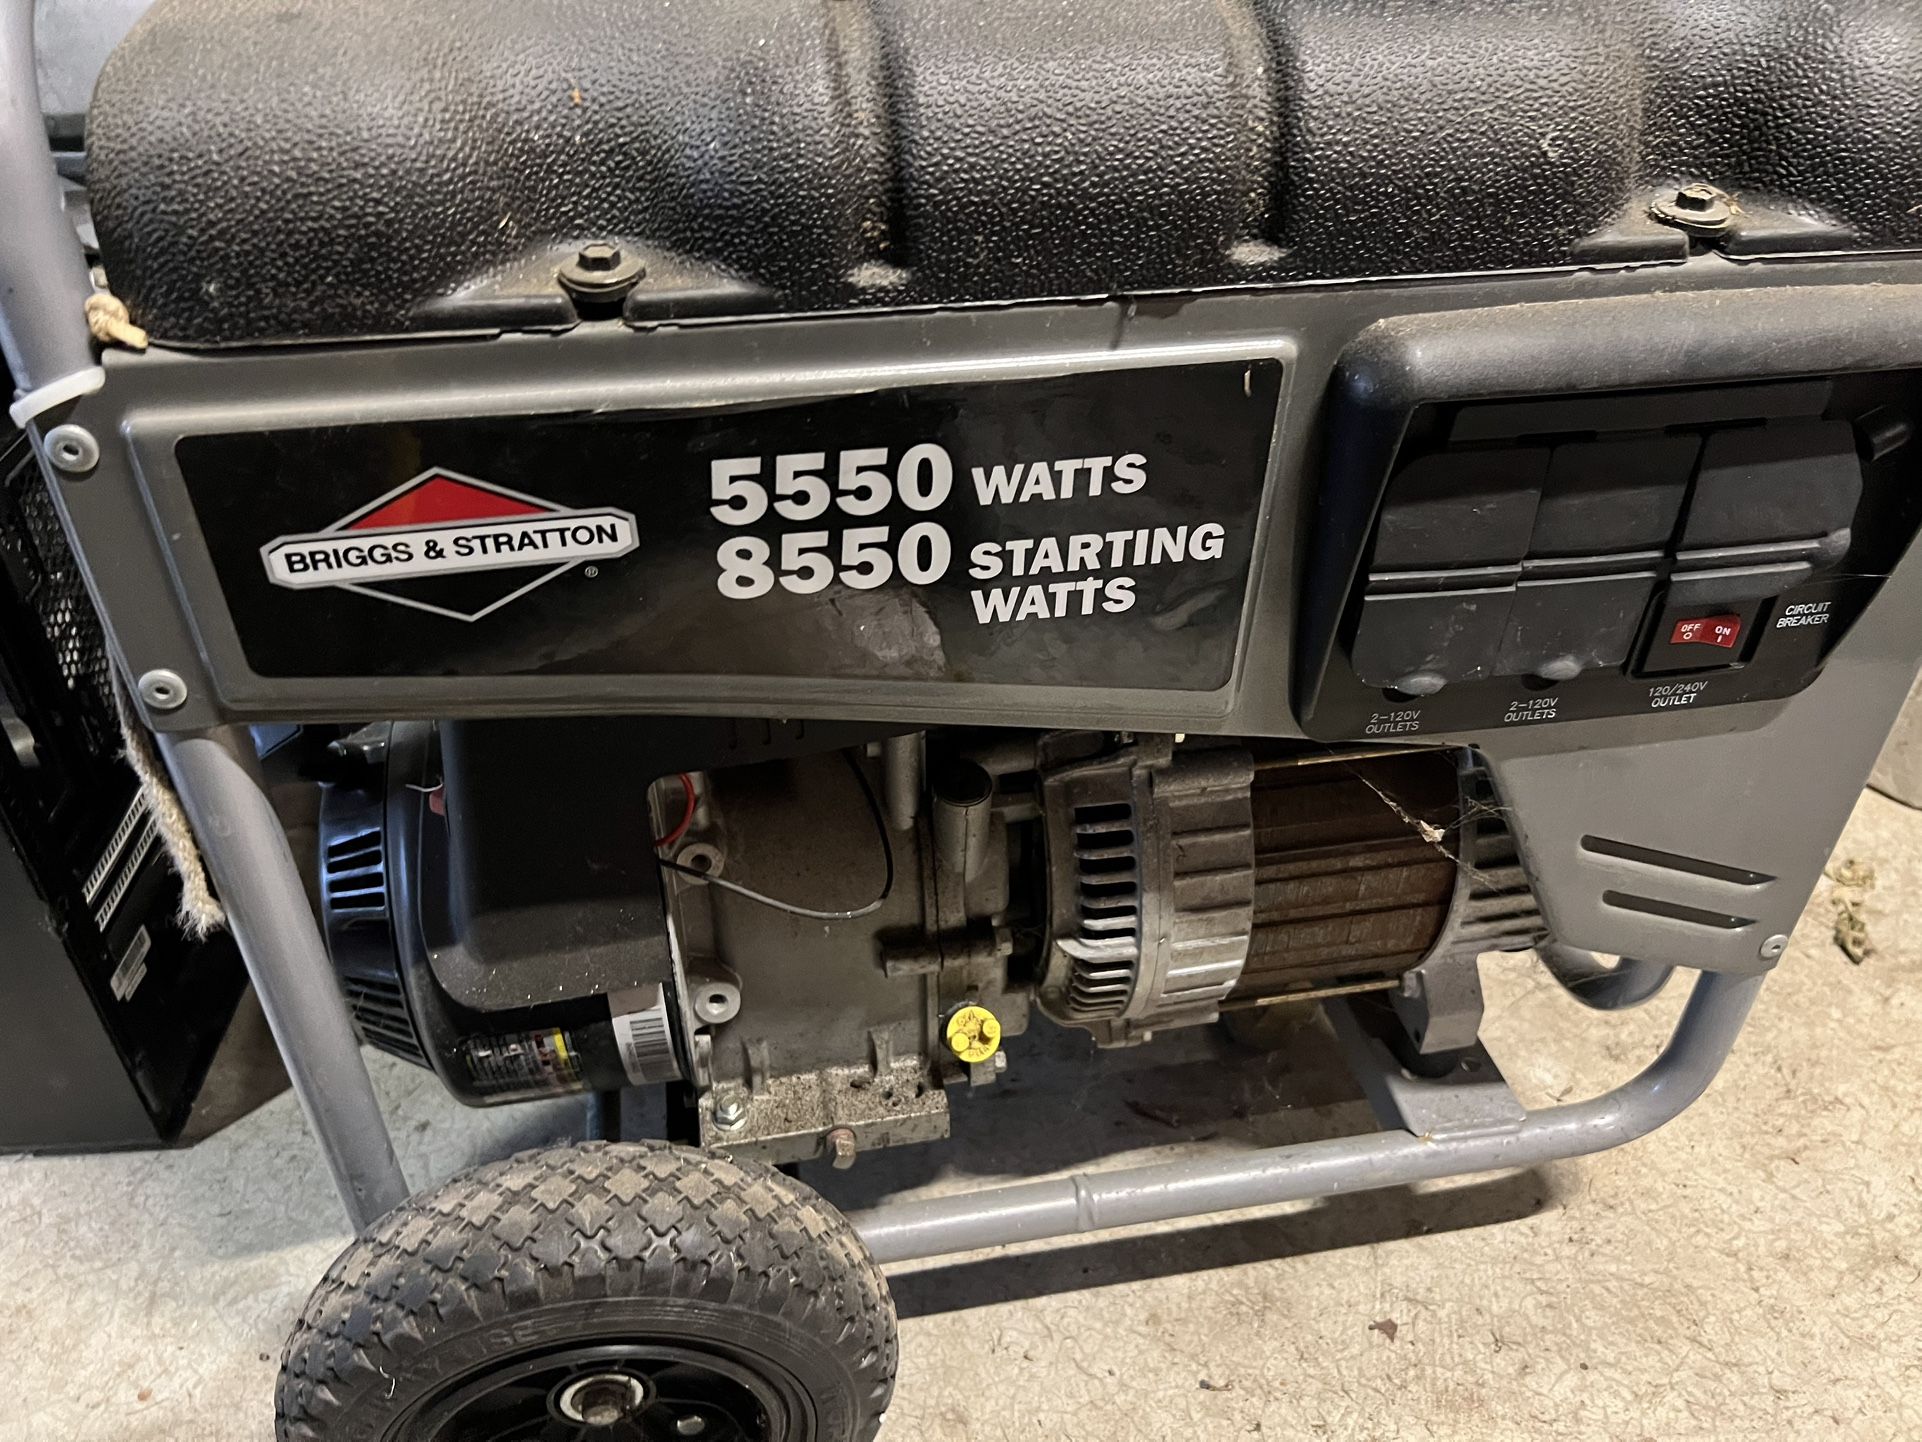 BRIGGS & STRATTON
®
5550 WATTS
8550 STARTING
WATTS
OFF ON
CIRCUIT
BREAKER
2-120V
OUTLETS
2-120V
OUTLETS
120/240V
OUTLET